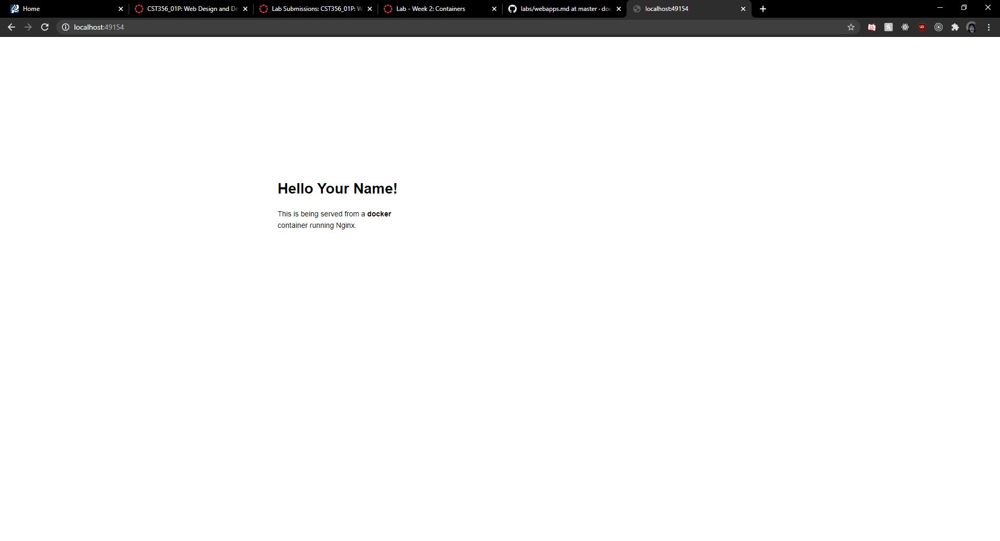 Home
CST356_01P: Web Design and De
Lab Submissions: CST356_01P: W
Lab - Week 2: Containers
labs/webapps.md at master · doc
localhost:49154
localhost:49154
Hello Your Name!
This is being served from a docker
container running Nginx.